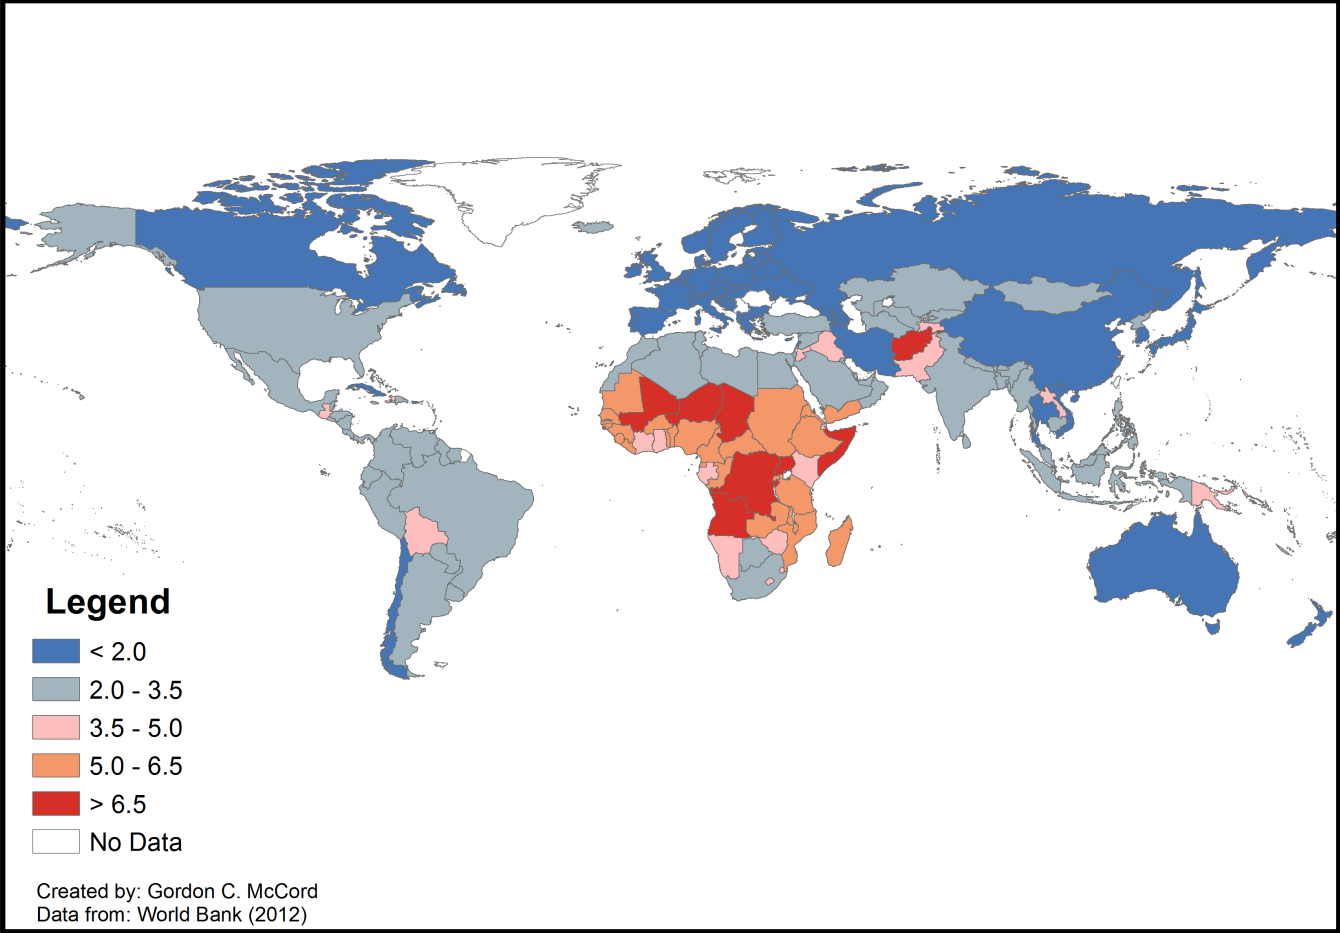 Legend
< 2.0
2.0 - 3.5
3.5 - 5.0
5.0 - 6.5
> 6.5
No Data
Created by: Gordon C. McCord
Data from: World Bank (2012)